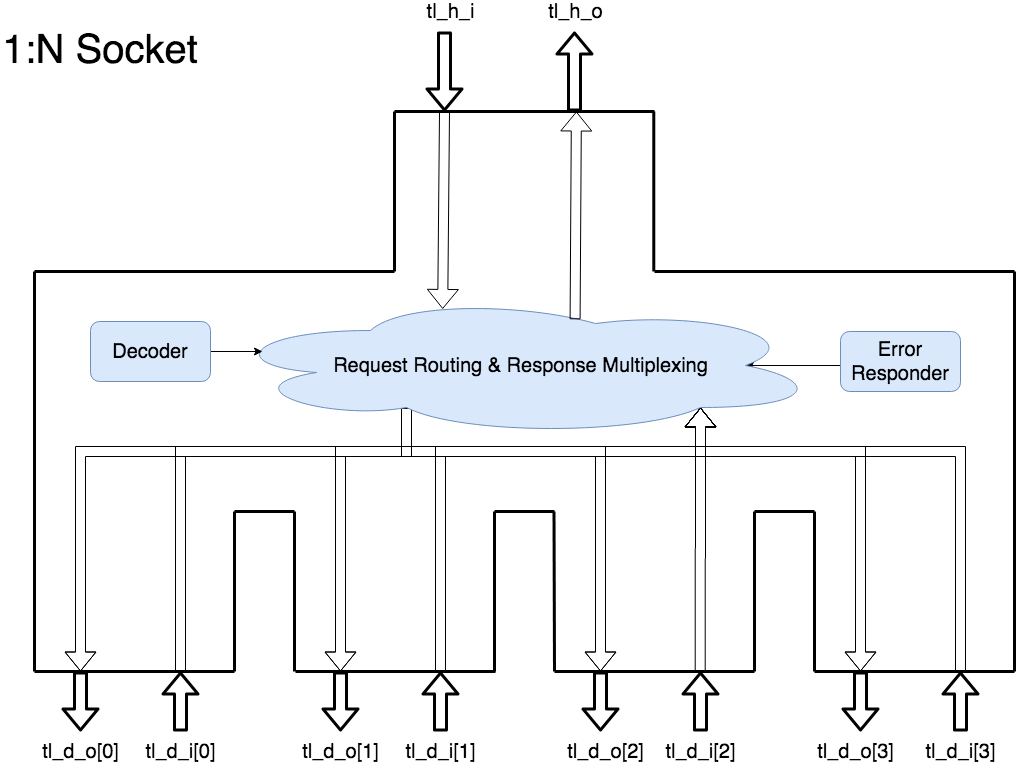 tl_h_i
tl_h_o
1:N Socket
Decoder
Request Routing & Response Multiplexing
Error
Responder
tl_d_o[0]
tl_d_i[0]
tl_d_o[1]
tl_d_i[1]
tl_d_o[2]
tl_d_i[2]
tl_d_o[3]
tl_d_i[3]